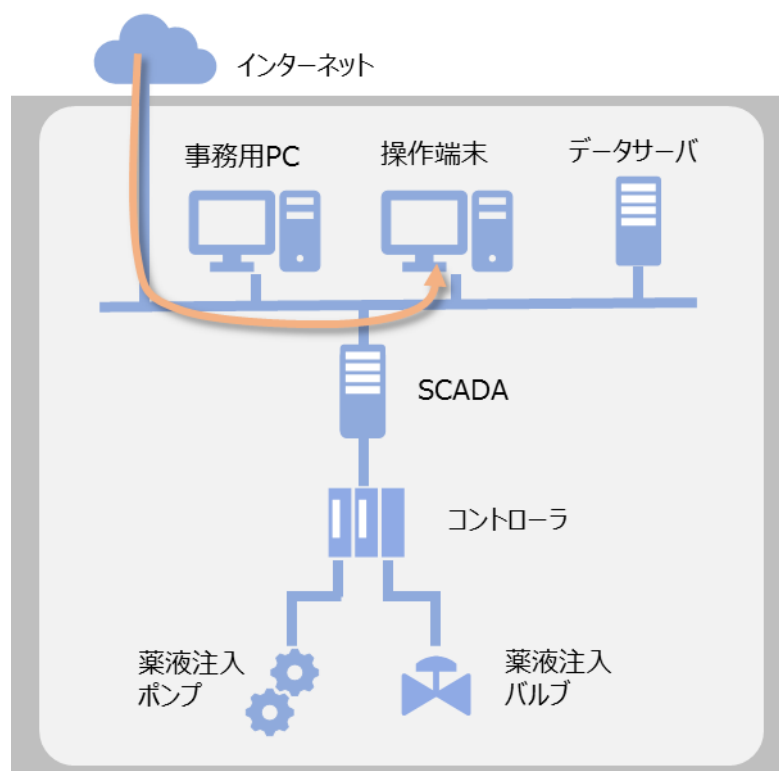 インターネット
事務用PC
操作端末
データサーバ
SCADA
コントローラ
薬液注入
ポンプ
薬液注入
バルブ